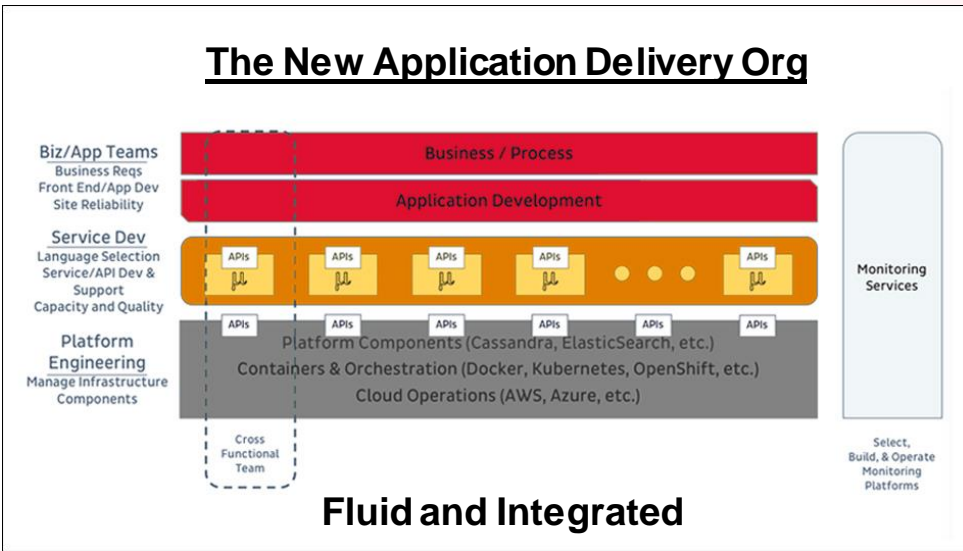 The New Application Delivery Org
Biz/App Teams
Business Reqs
Front End/App Dev
Site Reliability
Business / Process
Application Development
Service Dev
Language Selection
Service/API Dev &
Support
Capacity and Quality
APIs
µ
APIs
µ
APIs
µ
APIs
µ
APIs
µ
Platform
Engineering
Manage Infrastructure
Components
APIs
APIs
APIs
APIs
APIs
APIs
Platform Components (Cassandra, ElasticSearch, etc.)
Containers & Orchestration (Docker, Kubernetes, OpenShift, etc.)
Cloud Operations (AWS, Azure, etc.)
Cross
Functional
Team
Monitoring
Services
Select,
Build, & Operate
Monitoring
Platforms
Fluid and Integrated